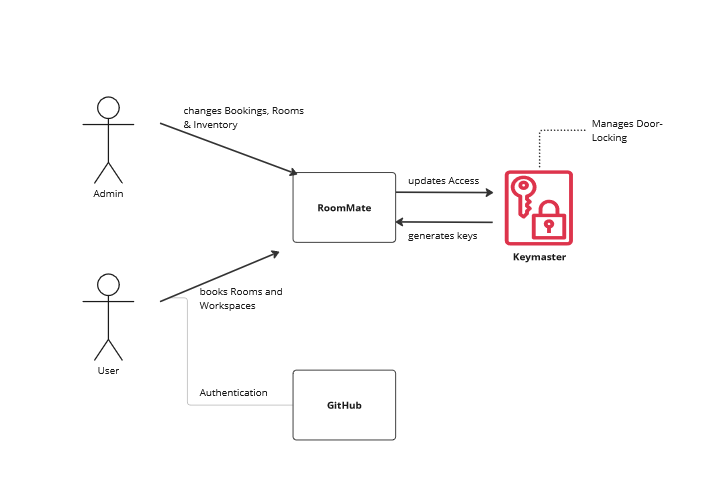 changes Bookings, Rooms
& Inventory
Admin
Manages Door-
Locking
RoomMate
updates Access
generates keys
Keymaster
books Rooms and
Workspaces
User
Authentication
GitHub